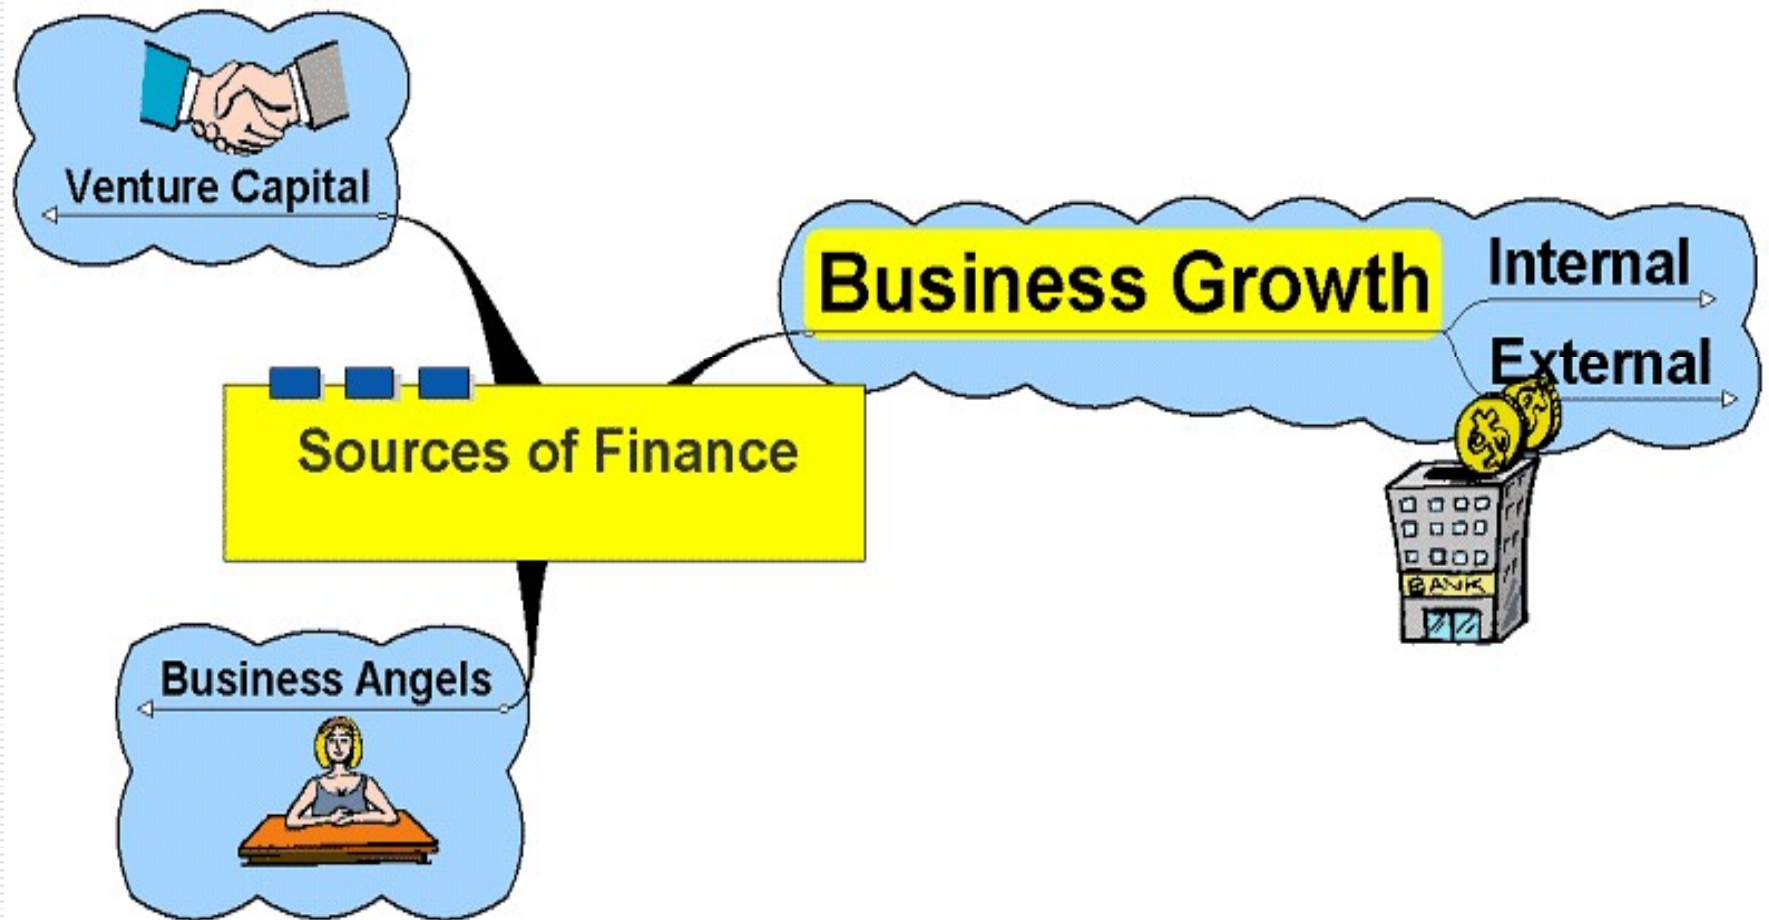 Venture Capital
Business Growth
Internal
External
Sources of Finance
BANK
Business Angels